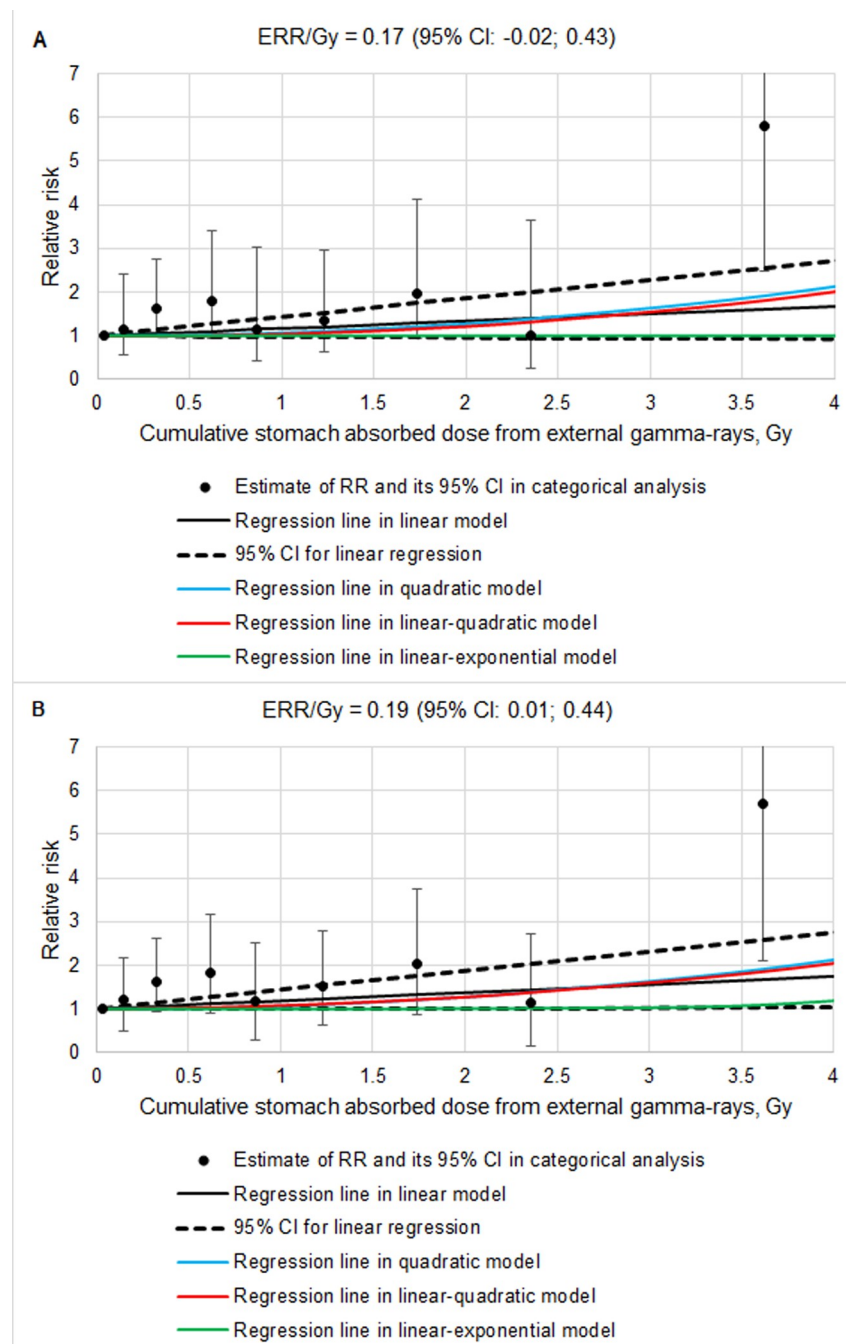 A
ERR/Gy = 0.17 (95% CI: -0.02; 0.43)
7
6
5
4
3
2
1
0
Relative risk
0 0.5 1 1.5 2 2.5 3 3.5 4
Cumulative stomach absorbed dose from external gamma-rays, Gy
Estimate of RR and its 95% CI in categorical analysis
Regression line in linear model
95% CI for linear regression
Regression line in quadratic model
Regression line in linear-quadratic model
Regression line in linear-exponential model
B
ERR/Gy = 0.19 (95% CI: 0.01; 0.44)
7
6
5
4
3
2
1
0
Relative risk
0 0.5 1 1.5 2 2.5 3 3.5 4
Cumulative stomach absorbed dose from external gamma-rays, Gy
Estimate of RR and its 95% CI in categorical analysis
Regression line in linear model
95% CI for linear regression
Regression line in quadratic model
Regression line in linear-quadratic model
Regression line in linear-exponential model